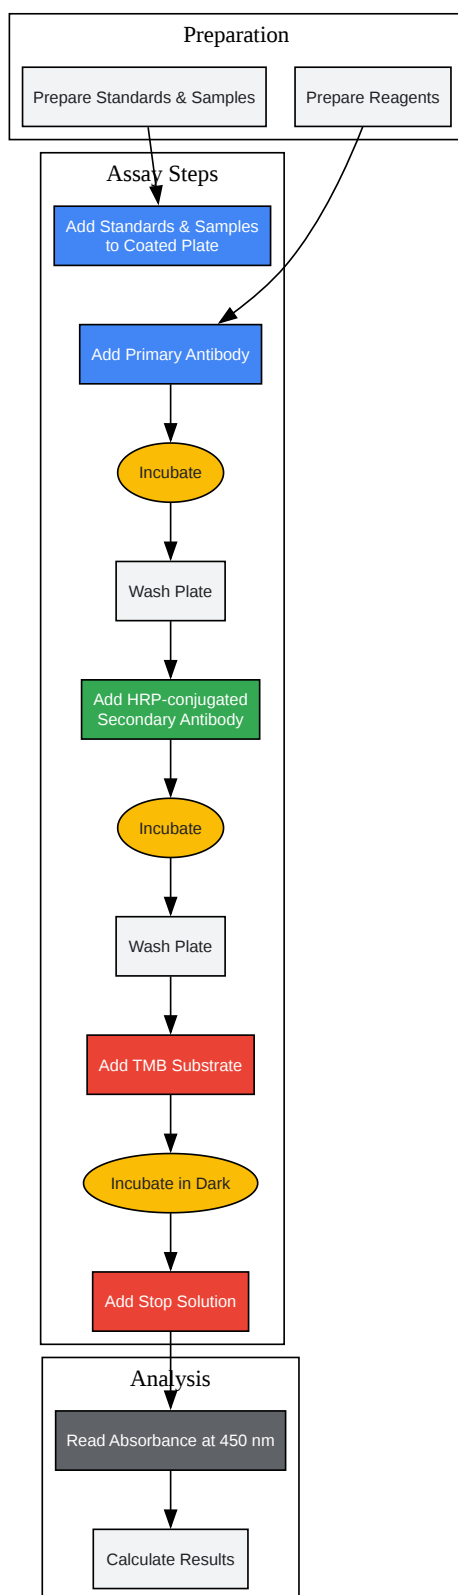 Preparation
Prepare Standards & Samples
Prepare Reagents
Assay Steps
Add Standards & Samples
to Coated Plate
Add Primary Antibody
Incubate
Wash Plate
Add HRP-conjugated
Secondary Antibody
Incubate
Wash Plate
Add TMB Substrate
Incubate in Dark
Add Stop Solution
Analysis
Read Absorbance at 450 nm
Calculate Results